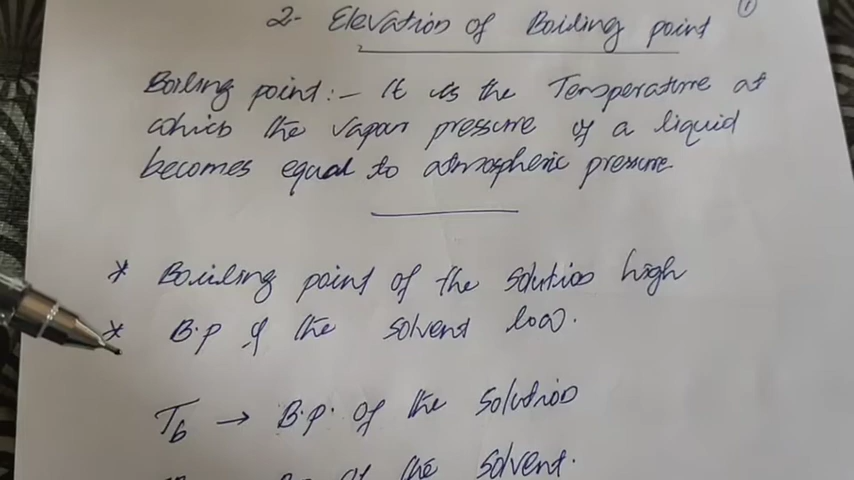 ①
2- Elevation of Boiling point
Boiling point :- It is the Temperature at
which the vapour pressure of a liquid
becomes equal to atmospheric pressure
* Boiling point of the solution high
* B.P of the solvent low.
Tb → B.P. of the Solution
of the Solvent.